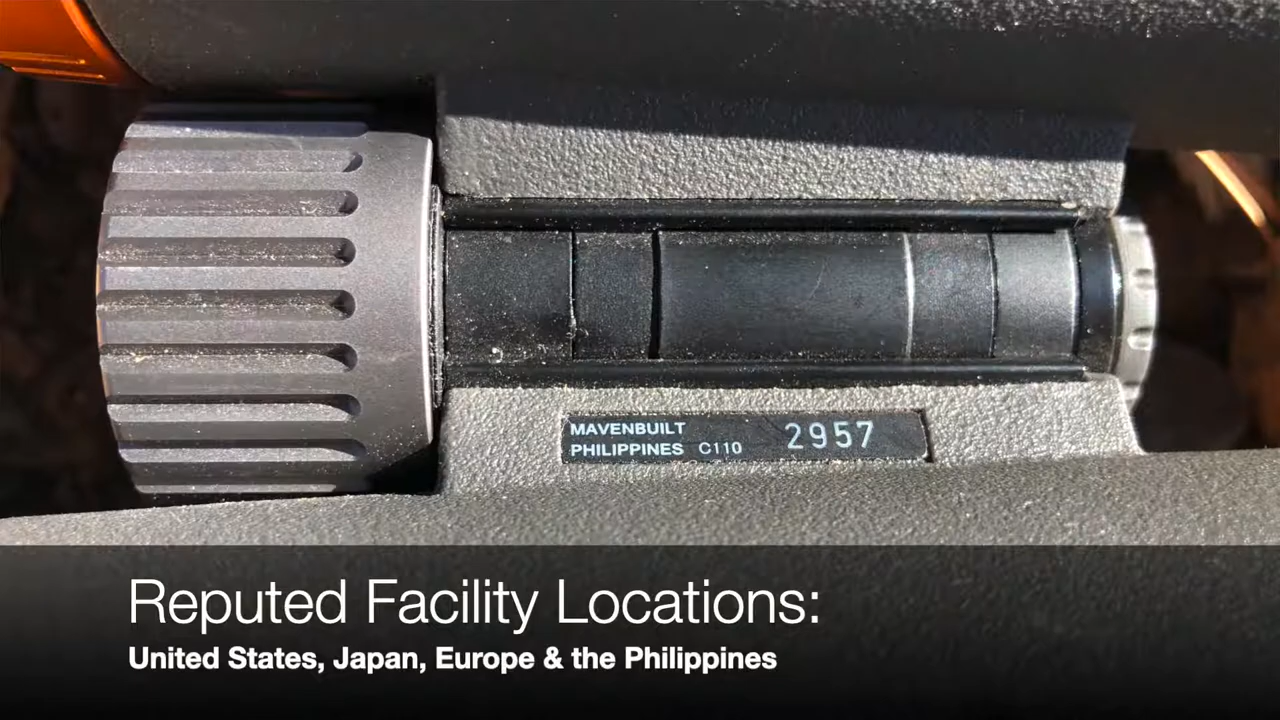 MAVENBUILT
PHILIPPINES C110 2957
Reputed Facility Locations:
United States, Japan, Europe & the Philippines